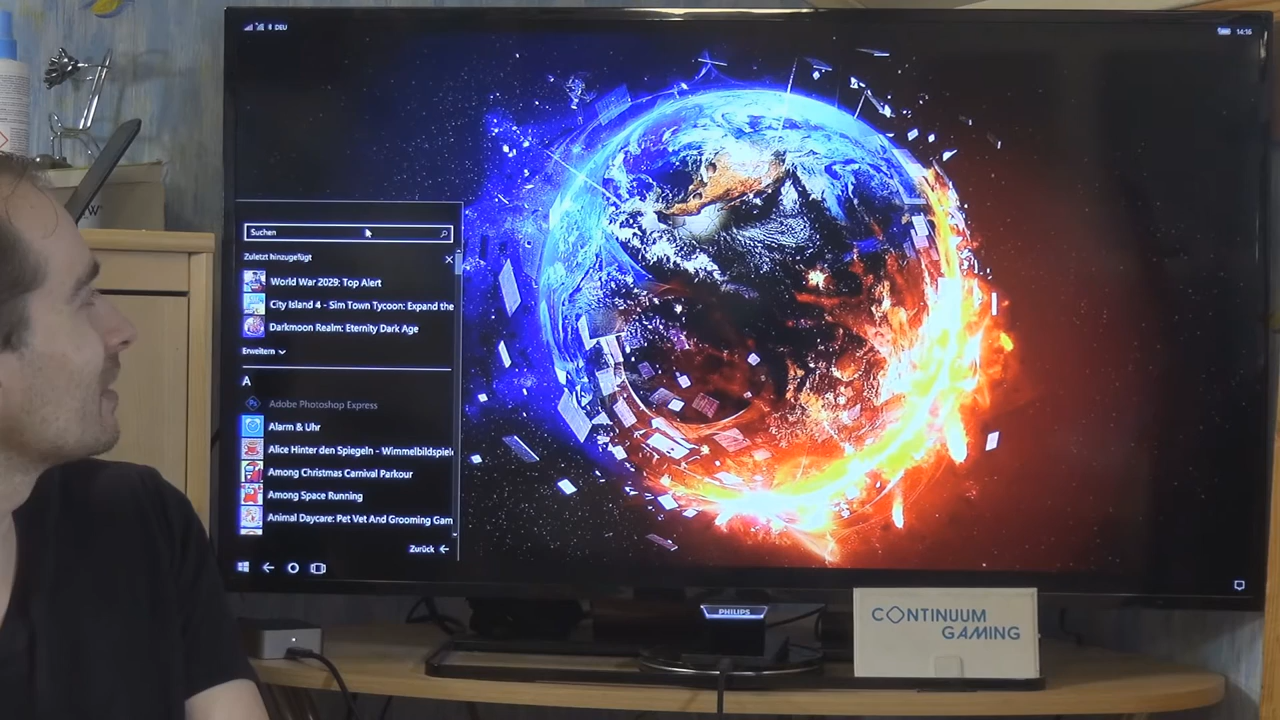 DEU
14:16
Suchen
Zuletzt hinzugefügt
World War 2029: Top Alert
City Island 4 - Sim Town Tycoon: Expand the
Darkmoon Realm: Eternity Dark Age
Erweitern
A
Adobe Photoshop Express
Alarm & Uhr
Alice Hinter den Spiegeln - Wimmelbildspiele
Among Christmas Carnival Parkour
Among Space Running
Animal Daycare: Pet Vet And Grooming Gam
Zurück
PHILIPS
CONTINUUM
GAMING